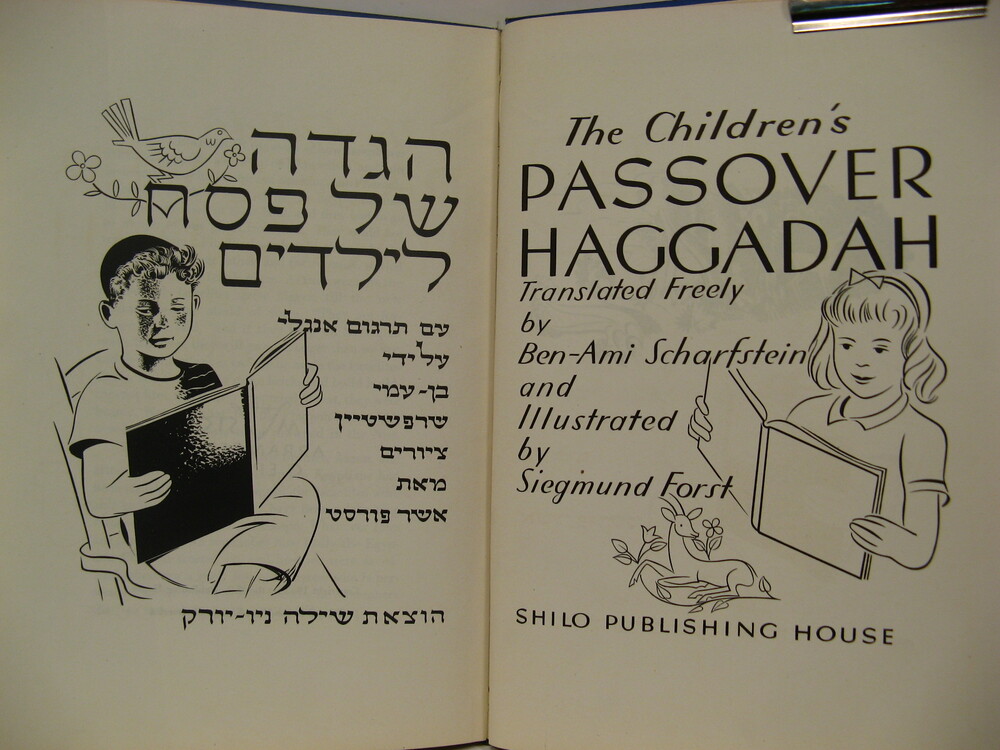 הגדה
של פסח
לילדים
עם תרגום אנגלי
על־ידי
בן-עמי
שרפשטיין
ציורים
מאת
אשר פורסט
הוצאת שילה ניו-יורק
The Children's
PASSOVER
HAGGADAH
Translated Freely
by
Ben-Ami Scharfstein
and
Illustrated
by
Siegmund Forst
SHILO PUBLISHING HOUSE